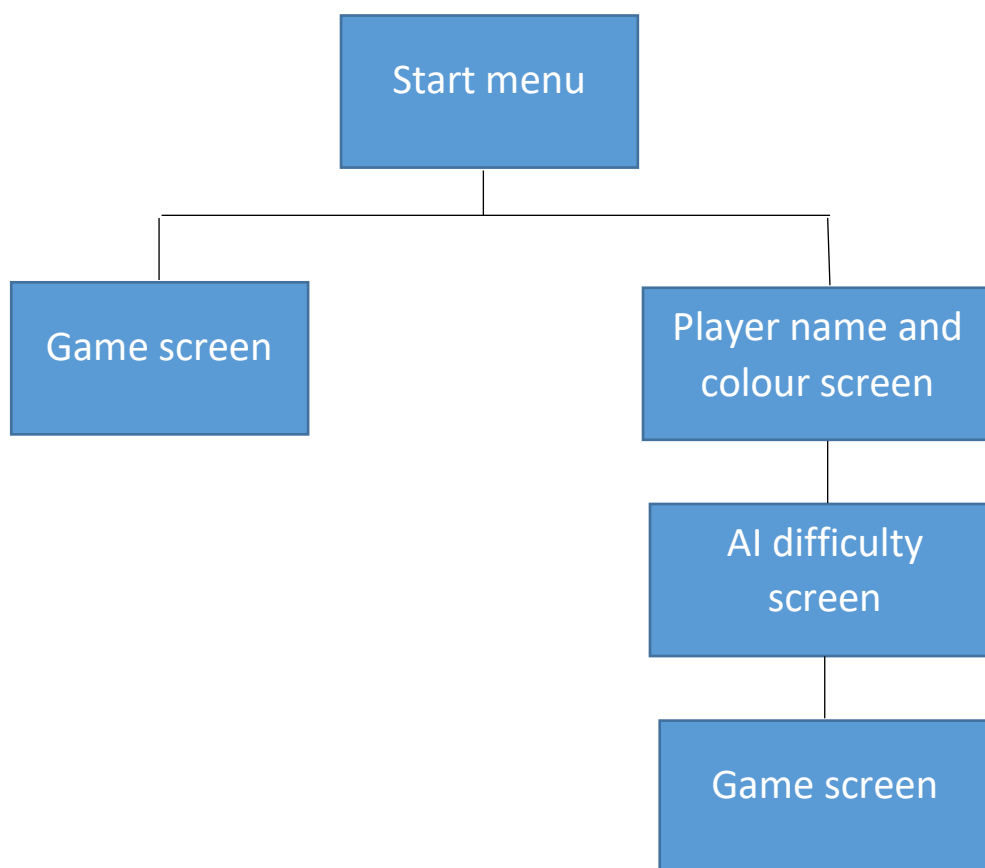 Start menu
Game screen
Player name and
colour screen
AI difficulty
screen
Game screen